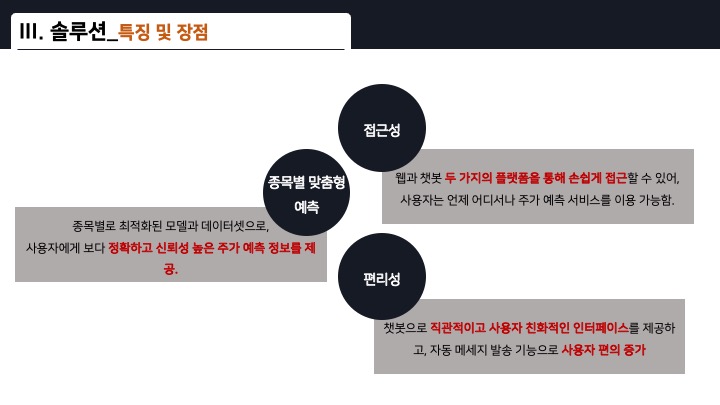 III. 솔루션_특징 및 장점
접근성
웹과 챗봇 두 가지의 플랫폼을 통해 손쉽게 접근할 수 있어,
사용자는 언제 어디서나 주가 예측 서비스를 이용 가능함.
종목별 맞춤형
예측
종목별로 최적화된 모델과 데이터셋으로,
사용자에게 보다 정확하고 신뢰성 높은 주가 예측 정보를 제
공.
편리성
챗봇으로 직관적이고 사용자 친화적인 인터페이스를 제공하
고, 자동 메세지 발송 기능으로 사용자 편의 증가